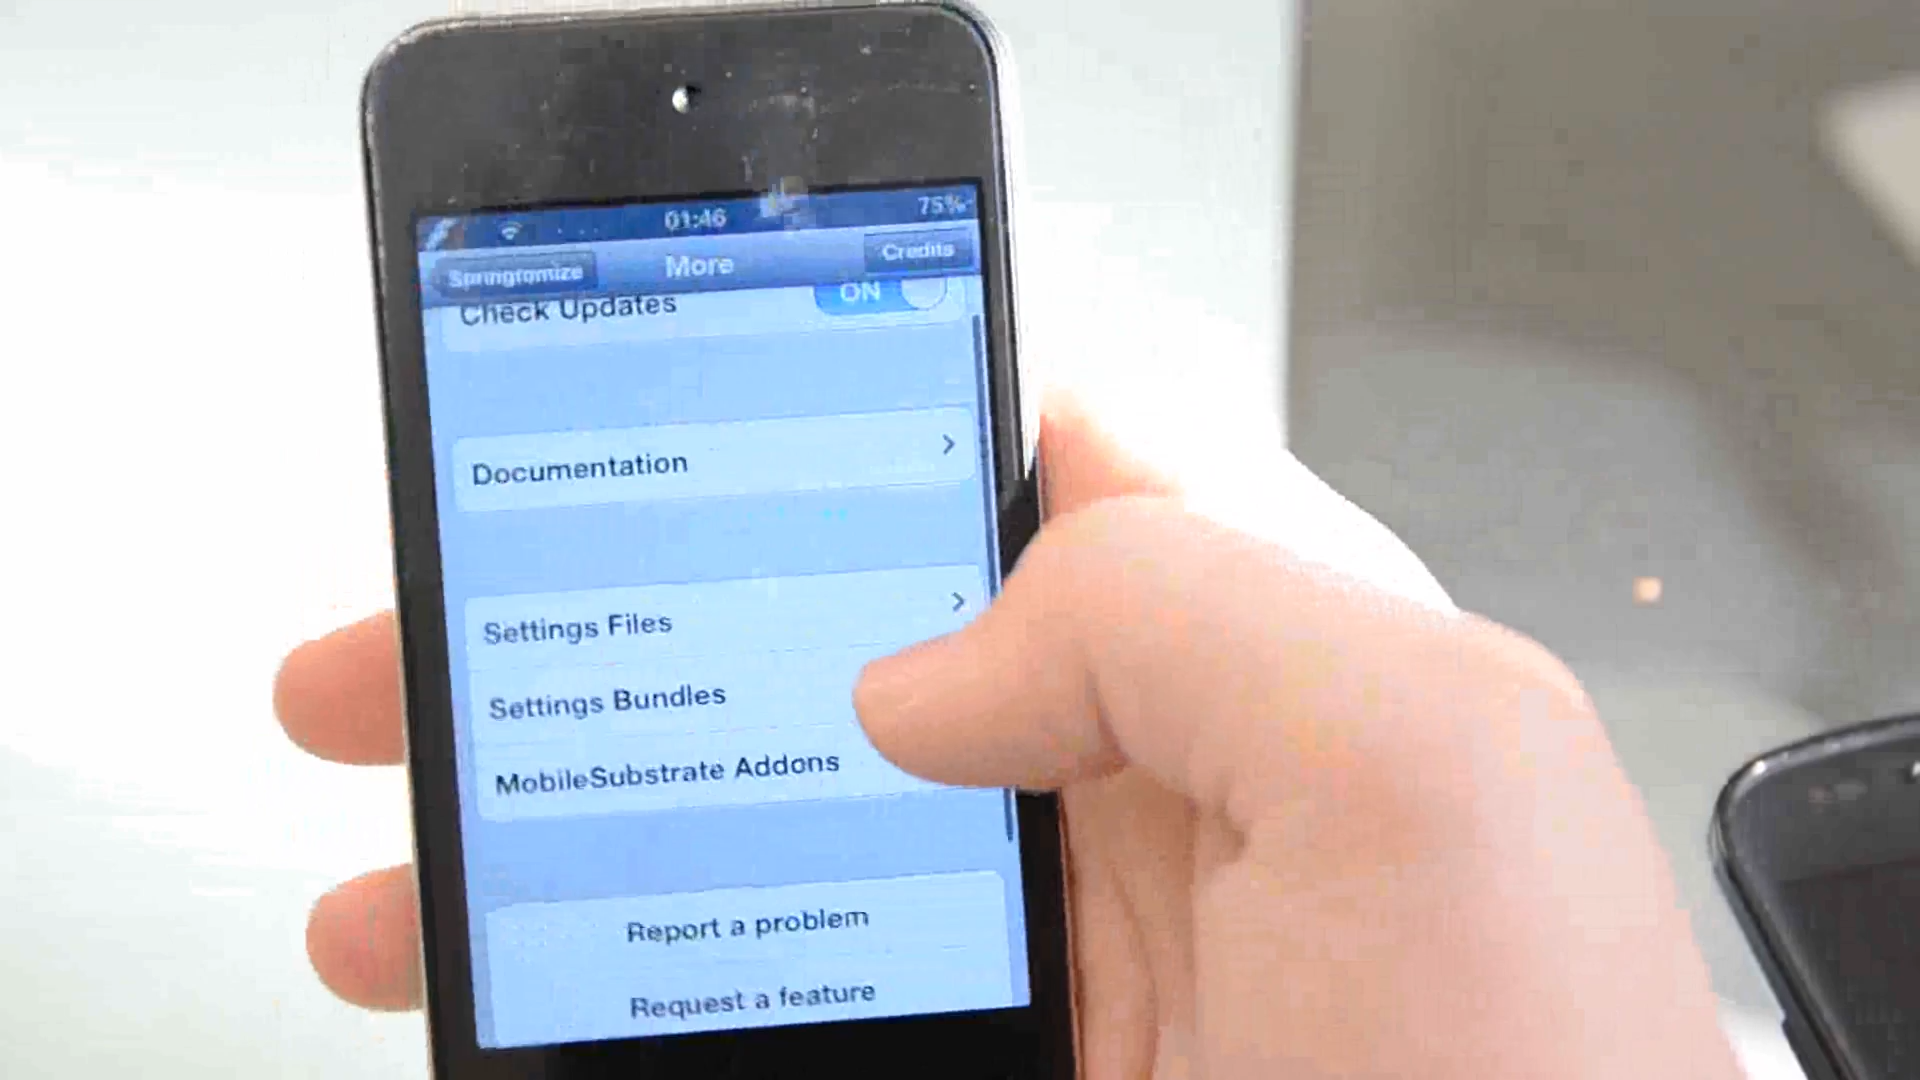 01:46
75%
Springtomize
More
Credits
Check Updates
ON
Documentation
Settings Files
Settings Bundles
MobileSubstrate Addons
Report a problem
Request a feature